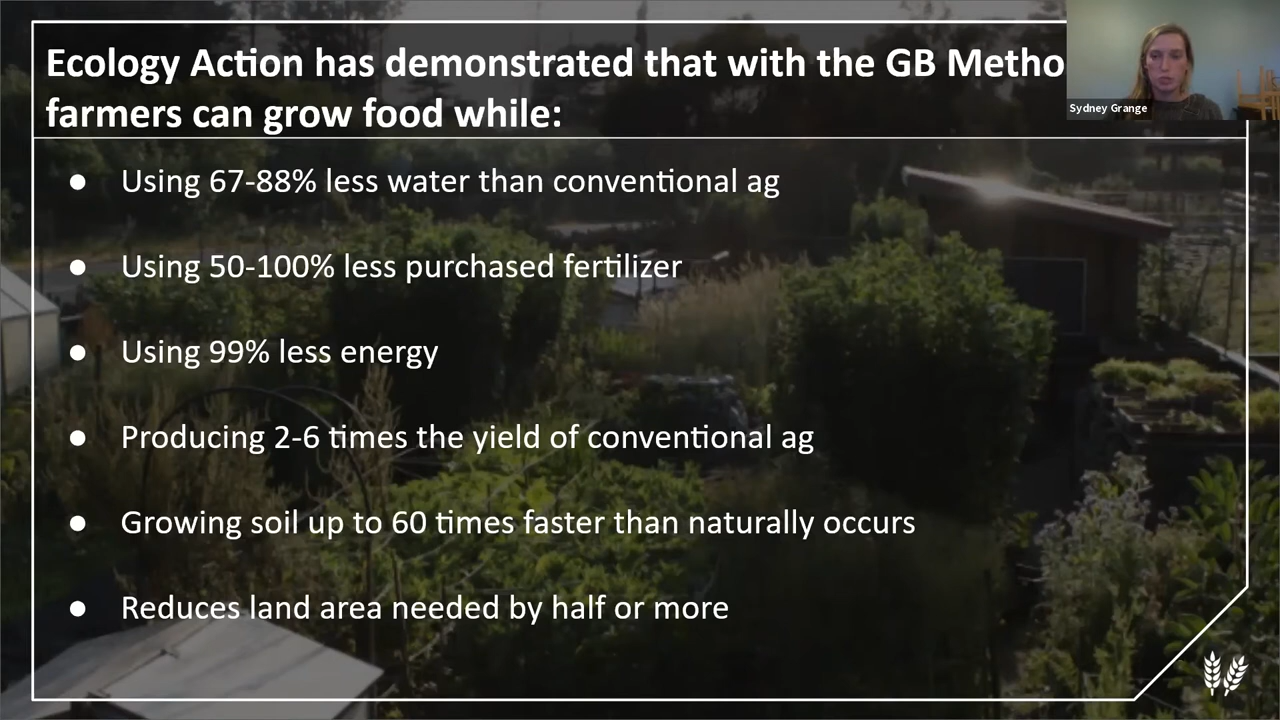 Ecology Action has demonstrated that with the GB Metho
farmers can grow food while:
Sydney Grange
● Using 67-88% less water than conventional ag
● Using 50-100% less purchased fertilizer
● Using 99% less energy
● Producing 2-6 times the yield of conventional ag
● Growing soil up to 60 times faster than naturally occurs
● Reduces land area needed by half or more